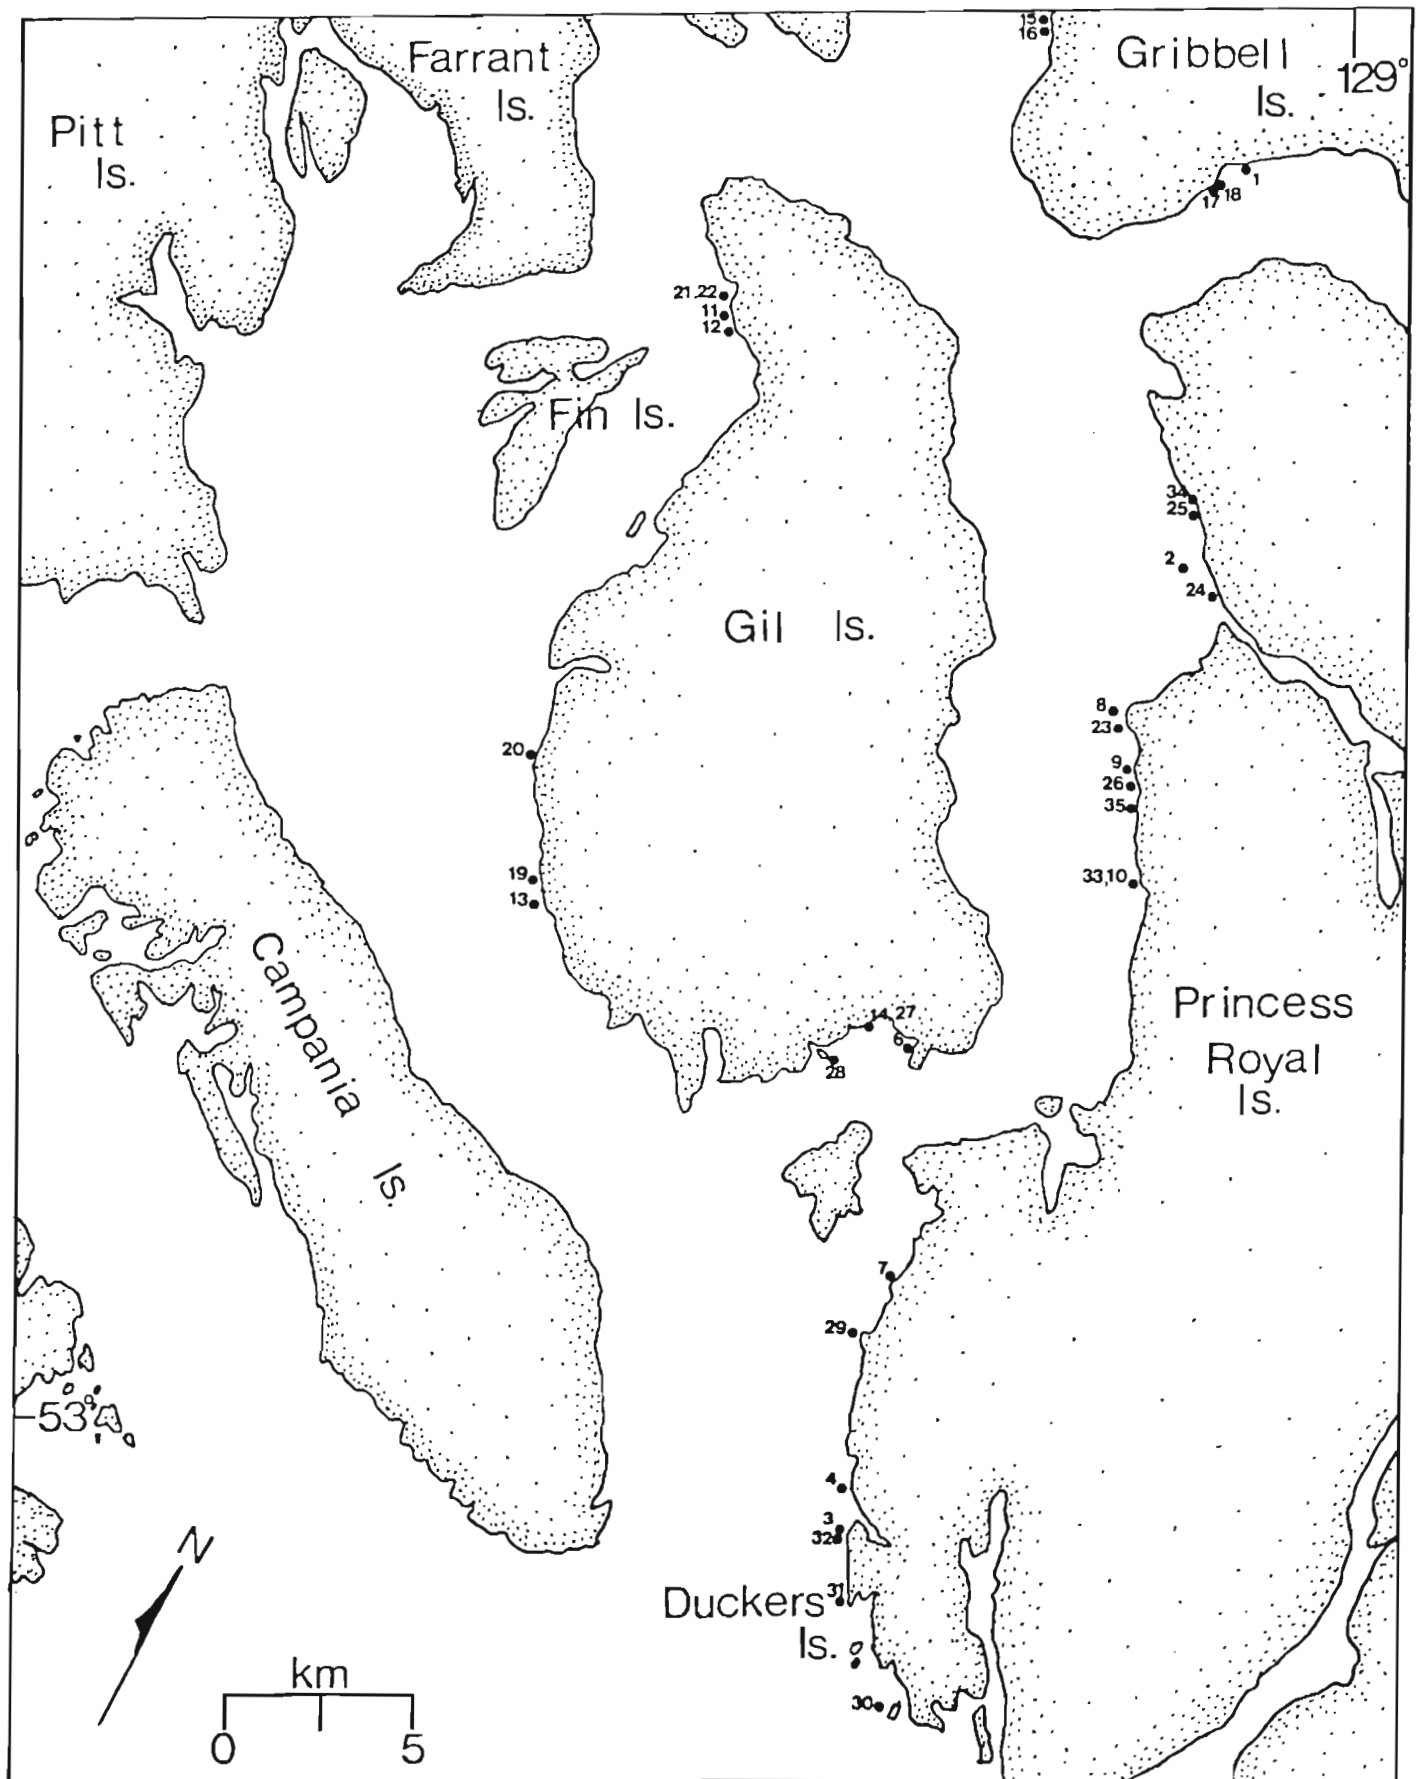 15
16
Farrant
Is.
Gribbell
Is.
129°
Pitt
Is.
1
17 18
21,22
11
12
Fin Is.
34
25
2
24
Gil Is.
8
23
20
9
26
35
19
13
33,10
Campania
Is.
14, 27
6
28
Princess
Royal
Is.
7
29
53°
4
3
32
N
Duckers
Is.
31
30
km
0 5